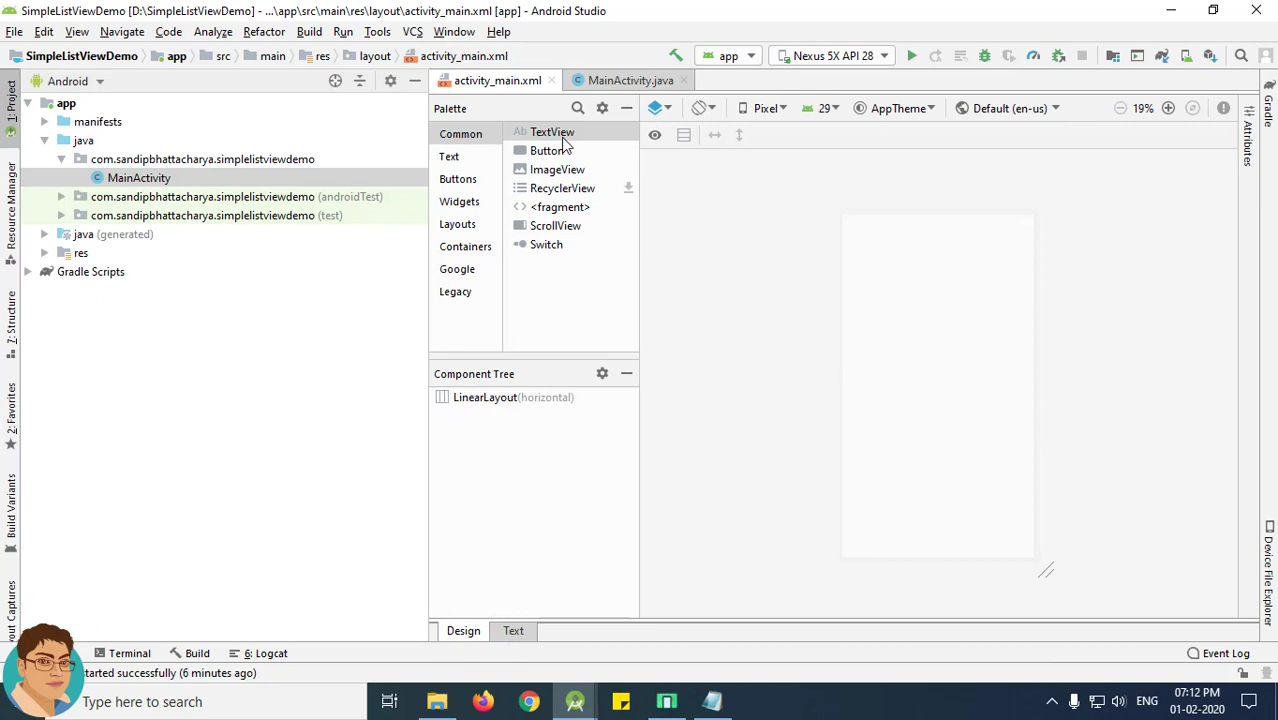 SimpleListViewDemo [D:\SimpleListViewDemo] - ...\app\src\main\res\layout\activity_main.xml [app] - Android Studio
File Edit View Navigate Code Analyze Refactor Build Run Tools VCS Window Help
SimpleListViewDemo app src main res layout activity_main.xml app Nexus 5X API 28
Android activity_main.xml MainActivity.java
1: Project
Resource Manager
7: Structure
2: Favorites
Build Variants
yout Captures
app
manifests
java
com.sandipbhattacharya.simplelistviewdemo
MainActivity
com.sandipbhattacharya.simplelistviewdemo (androidTest)
com.sandipbhattacharya.simplelistviewdemo (test)
java (generated)
res
Gradle Scripts
Palette
Common
Text
Buttons
Widgets
Layouts
Containers
Google
Legacy
Ab TextView
Button
ImageView
RecyclerView
<fragment>
ScrollView
Switch
Component Tree
LinearLayout(horizontal)
Pixel 29 AppTheme Default (en-us) 19%
Gradle
Attributes
Device File Explorer
Design Text
Terminal Build 6: Logcat Event Log
tarted successfully (6 minutes ago)
Type here to search
ENG
07:12 PM
01-02-2020